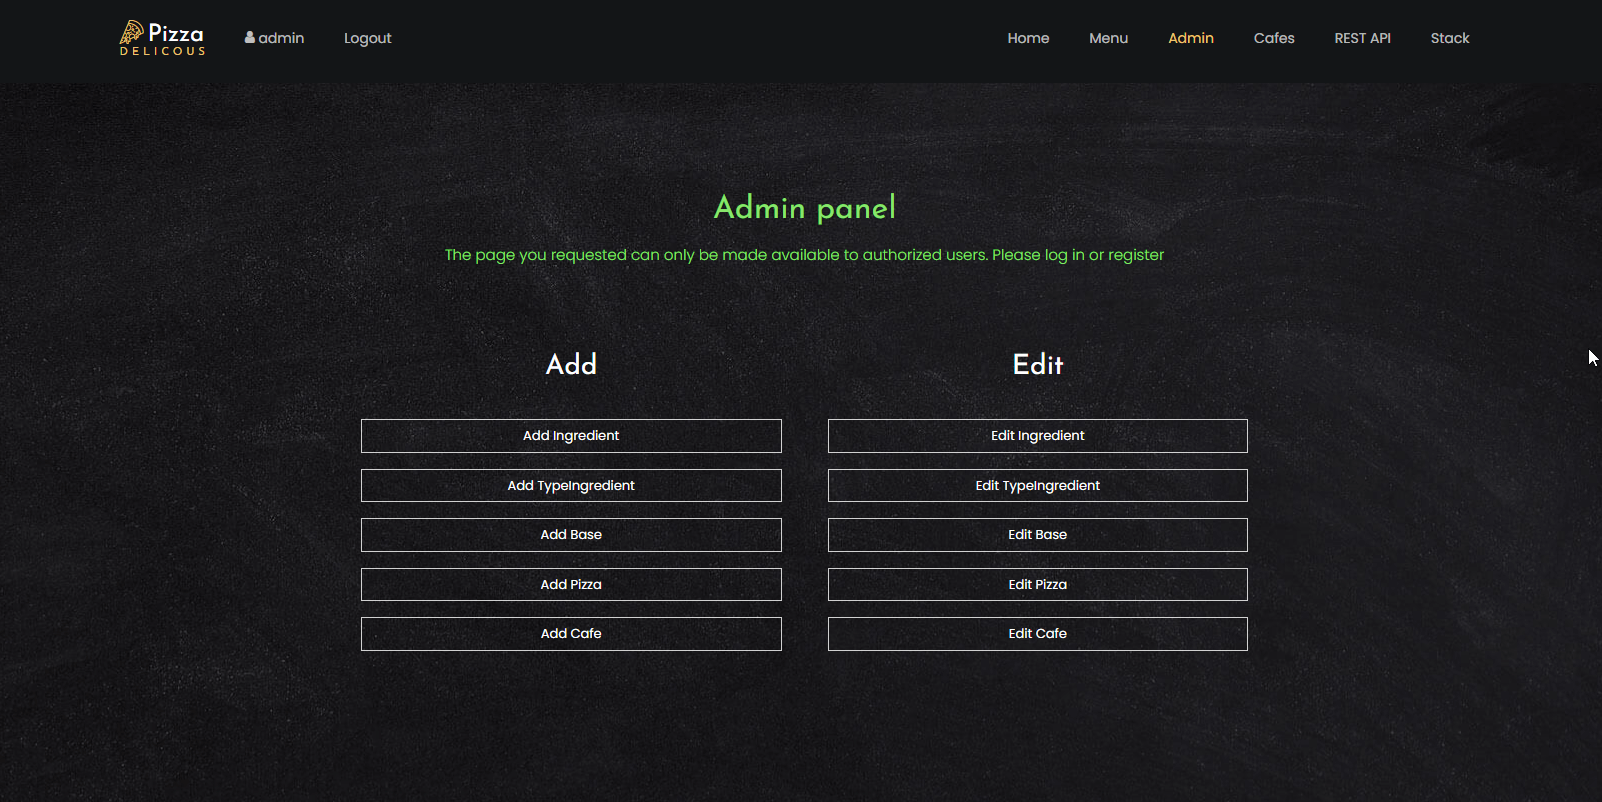 Pizza
DELICOUS
admin
Logout
Home
Menu
Admin
Cafes
REST API
Stack
Admin panel
The page you requested can only be made available to authorized users. Please log in or register
Add
Edit
Add Ingredient
Edit Ingredient
Add TypeIngredient
Edit TypeIngredient
Add Base
Edit Base
Add Pizza
Edit Pizza
Add Cafe
Edit Cafe